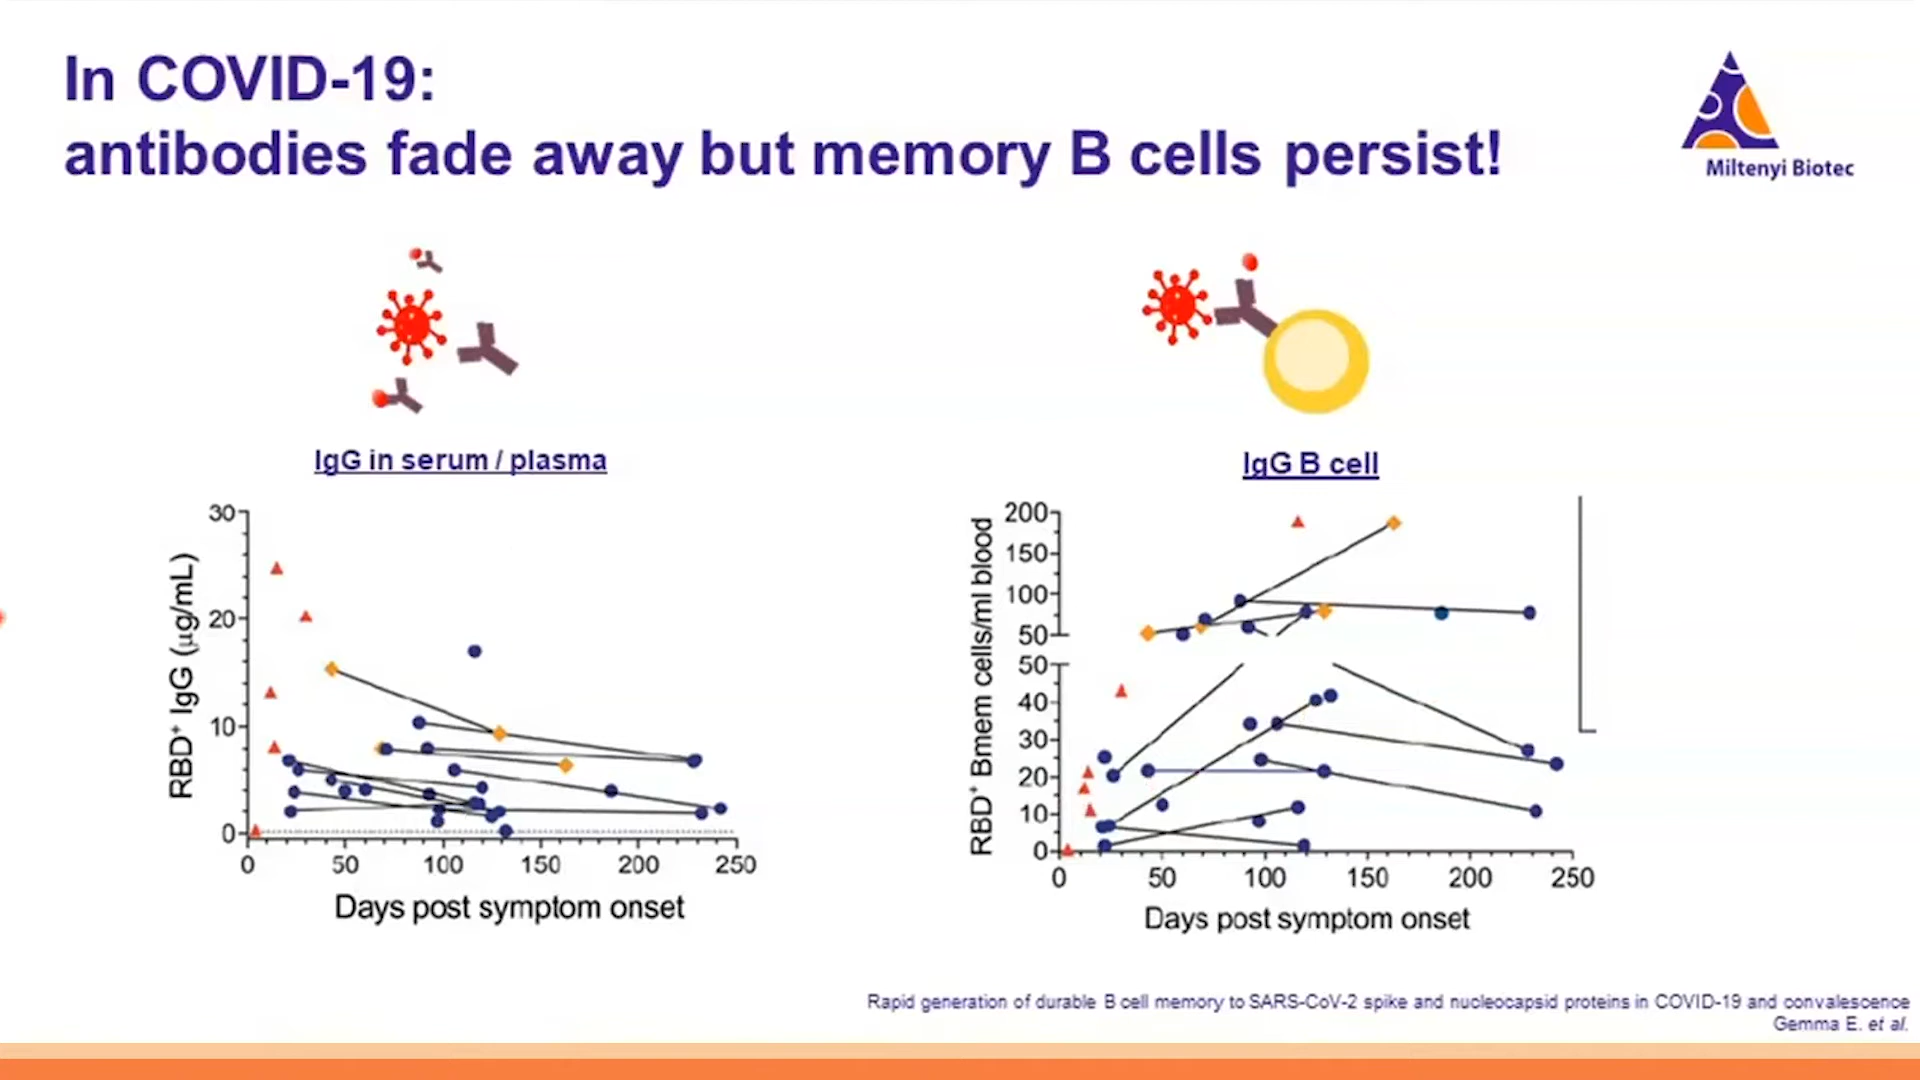 In COVID-19:
antibodies fade away but memory B cells persist!
Miltenyi Biotec
IgG in serum / plasma
30
20
10
0
RBD⁺ IgG (μg/mL)
0 50 100 150 200 250
Days post symptom onset
IgG B cell
200
150
100
50
50
40
30
20
10
0
RBD⁺ Bmem cells/ml blood
0 50 100 150 200 250
Days post symptom onset
Rapid generation of durable B cell memory to SARS-CoV-2 spike and nucleocapsid proteins in COVID-19 and convalescence
Gemma E. et al.